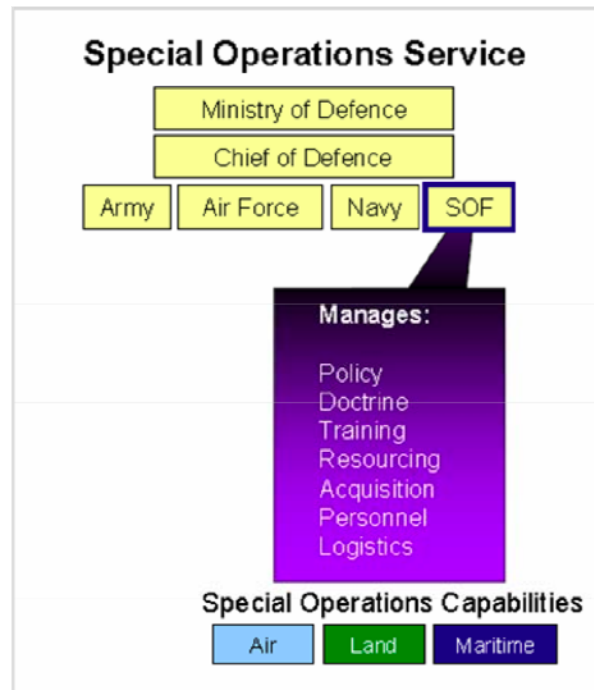 Special Operations Service
Ministry of Defence
Chief of Defence
Army Air Force Navy SOF
Manages:
Policy
Doctrine
Training
Resourcing
Acquisition
Personnel
Logistics
Special Operations Capabilities
Air Land Maritime